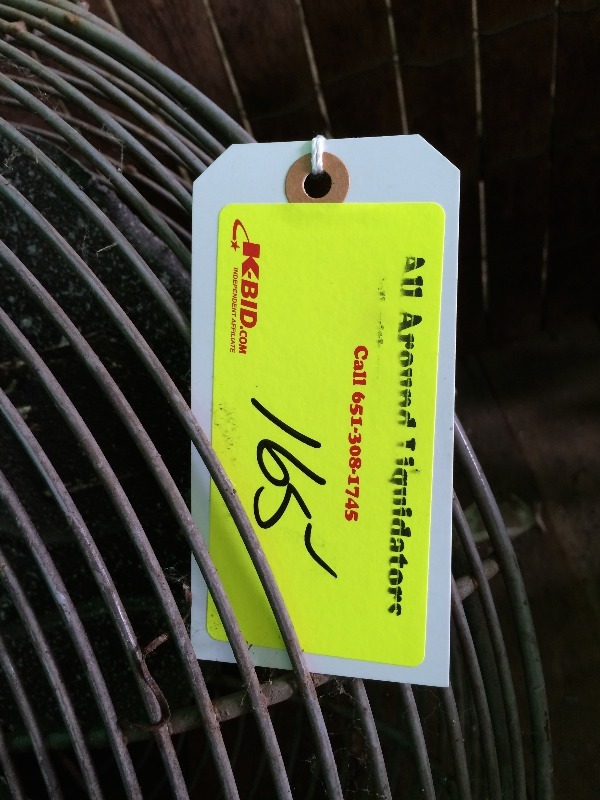 All Around Liquidators
Call 651-308-1745
K-BID.COM
INDEPENDENT AFFILIATE
165